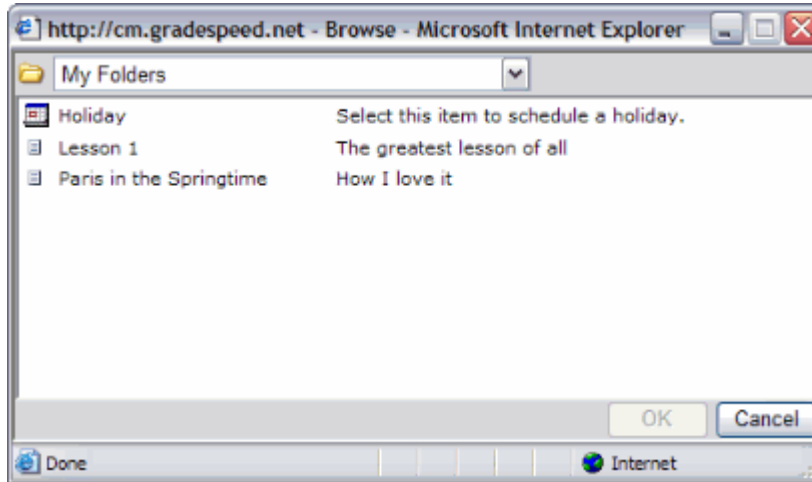 http://cm.gradespeed.net - Browse - Microsoft Internet Explorer
My Folders
Holiday Select this item to schedule a holiday.
Lesson 1 The greatest lesson of all
Paris in the Springtime How I love it
OK Cancel
Done Internet